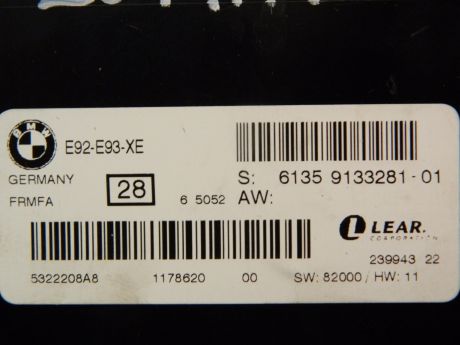 BMW
E92-E93-XE
GERMANY
FRMFA
28
6 5052
S: 6135 9133281-01
AW:
LEAR.
CORPORATION
239943 22
5322208A8 1178620 00 SW: 82000 / HW: 11